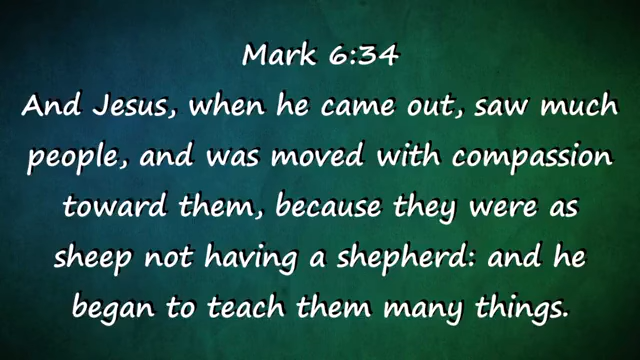 Mark 6:34
And Jesus, when he came out, saw much
people, and was moved with compassion
toward them, because they were as
sheep not having a shepherd: and he
began to teach them many things.